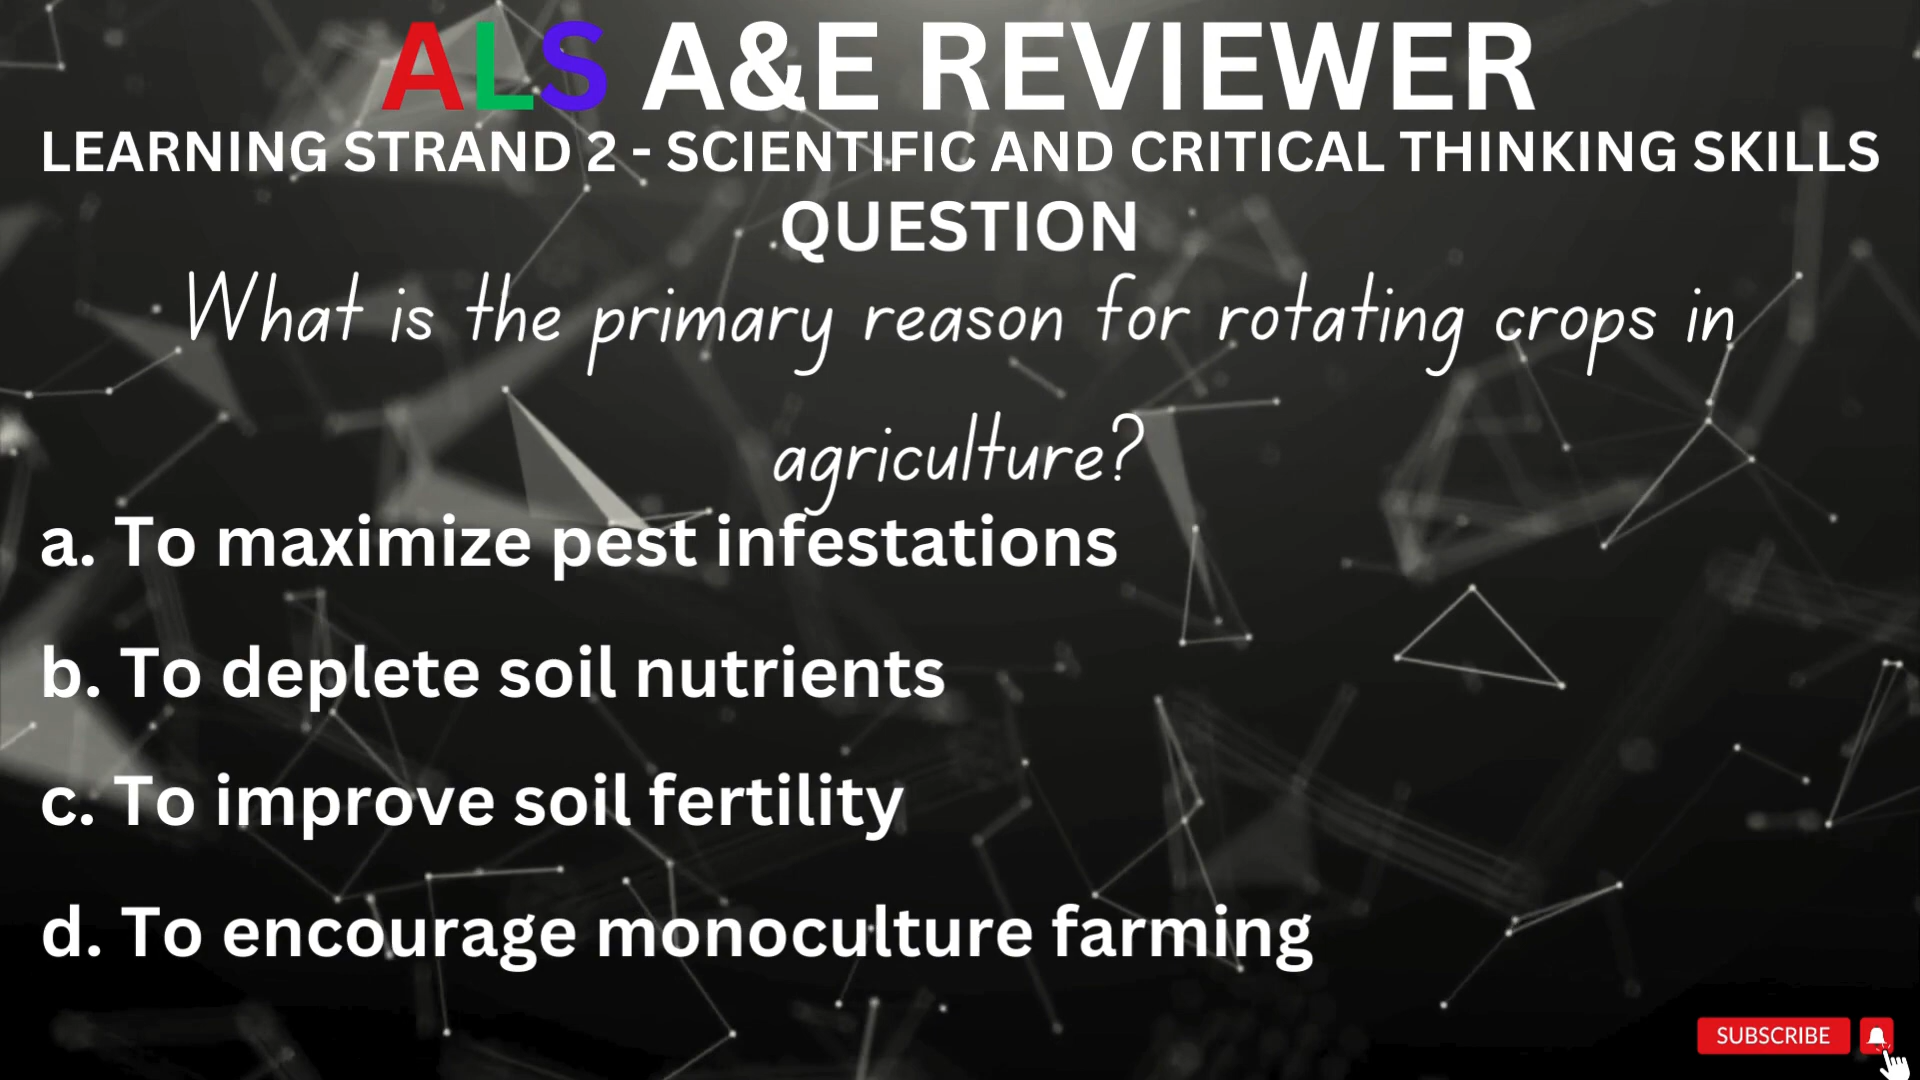 ALS A&E REVIEWER
LEARNING STRAND 2 - SCIENTIFIC AND CRITICAL THINKING SKILLS
QUESTION
What is the primary reason for rotating crops in
agriculture?
a. To maximize pest infestations
b. To deplete soil nutrients
c. To improve soil fertility
d. To encourage monoculture farming
SUBSCRIBE